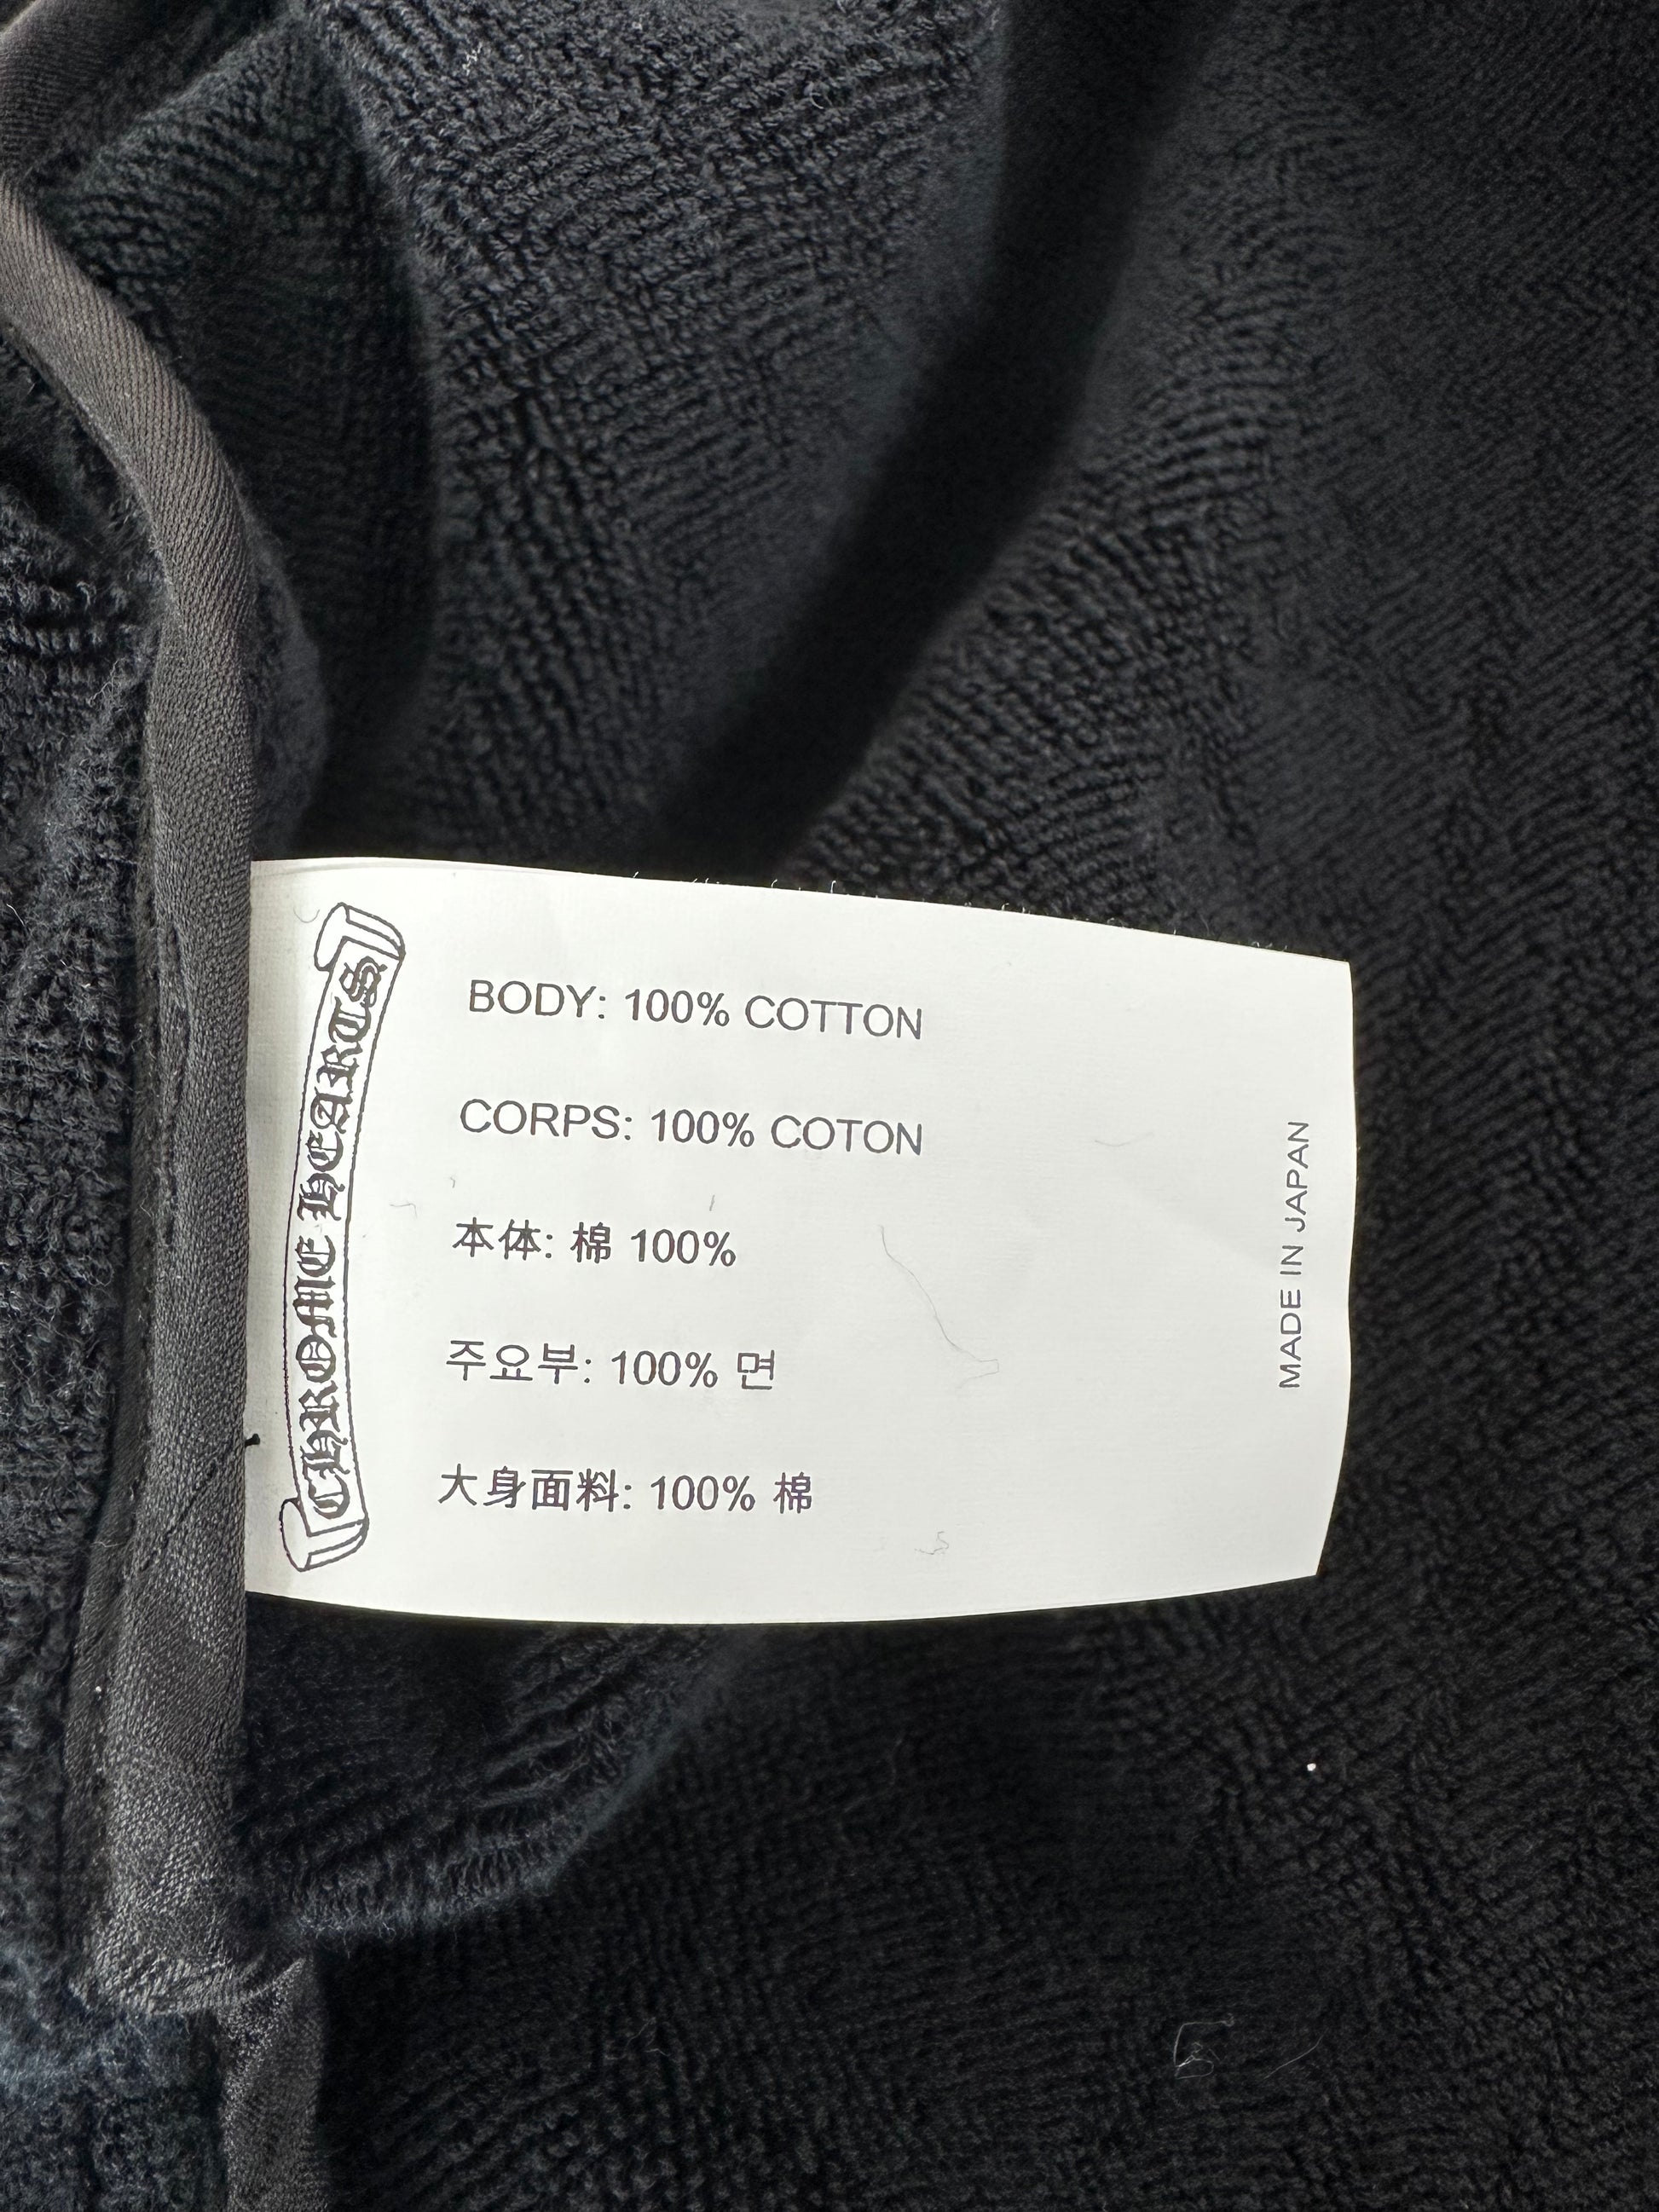 CHROME HEARTS
BODY: 100% COTTON
CORPS: 100% COTON
本体: 棉 100%
주요부: 100% 면
大身面料: 100% 棉
MADE IN JAPAN